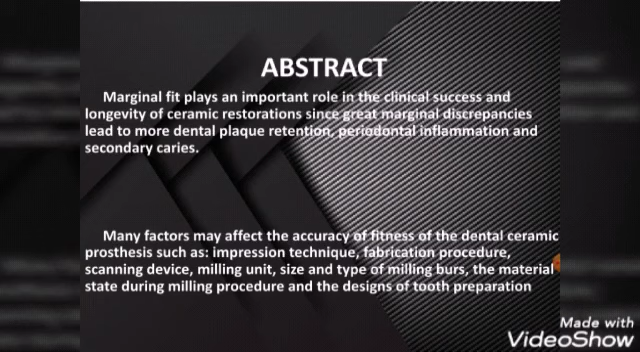 ABSTRACT
Marginal fit plays an important role in the clinical success and
longevity of ceramic restorations since great marginal discrepancies
lead to more dental plaque retention, periodontal inflammation and
secondary caries.
Many factors may affect the accuracy of fitness of the dental ceramic
prosthesis such as: impression technique, fabrication procedure,
scanning device, milling unit, size and type of milling burs, the material
state during milling procedure and the designs of tooth preparation
Made with
VideoShow